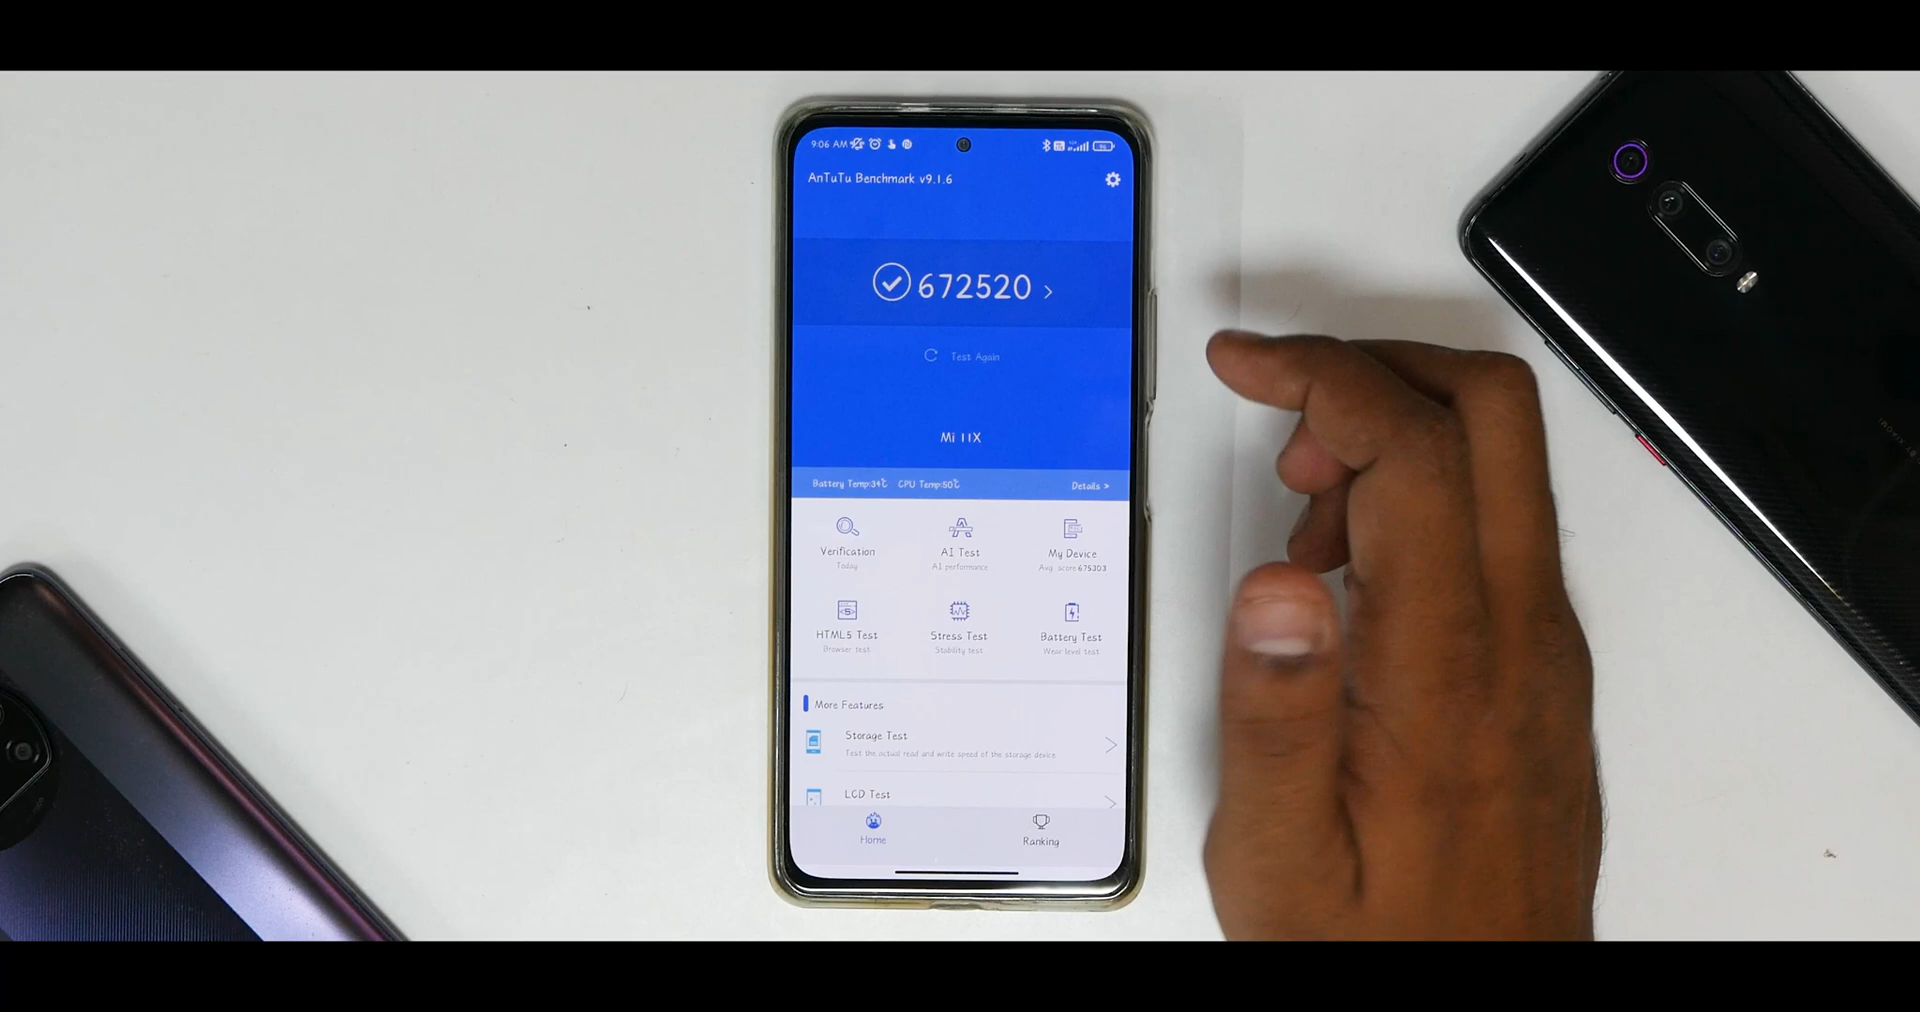 9:06 AM
AnTuTu Benchmark v9.1.6
672520 >
Test Again
Mi 11X
Battery Temp:34℃ CPU Temp:50℃ Details >
Verification
Today
AI Test
AI performance
My Device
Avg. score 675303
HTML5 Test
Browser test
Stress Test
Stability test
Battery Test
Wear level test
More Features
Storage Test
Test the actual read and write speed of the storage device
LCD Test
Home
Ranking
XIAOMI